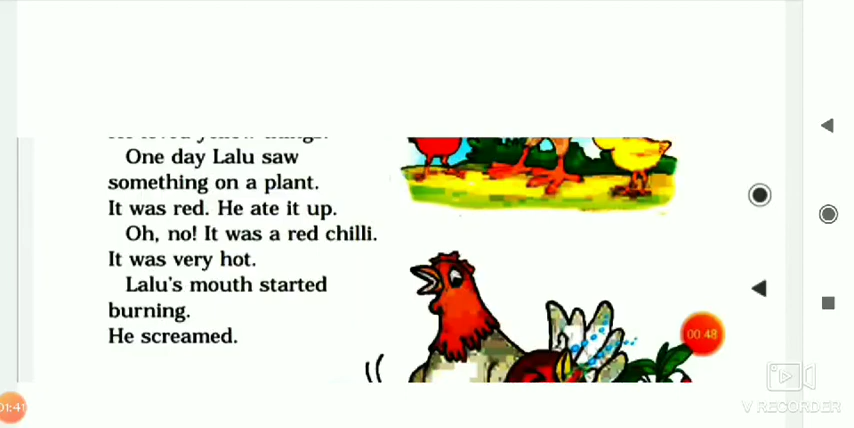 One day Lalu saw
something on a plant.
It was red. He ate it up.
Oh, no! It was a red chilli.
It was very hot.
Lalu's mouth started
burning.
He screamed.
00:48
01:41
V RECORDER